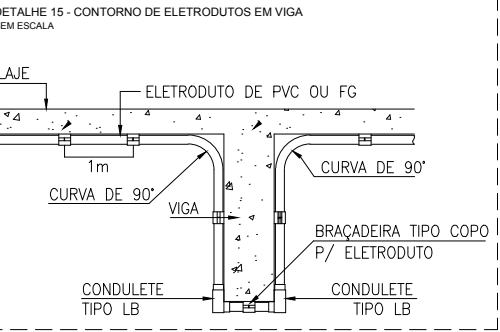 DETALHE 15 - CONTORNO DE ELETRODUTOS EM VIGA
SEM ESCALA
LAJE
ELETRODUTO DE PVC OU FG
1m
CURVA DE 90°
CURVA DE 90°
VIGA
BRAÇADEIRA TIPO COPO
P/ ELETRODUTO
CONDULETE
TIPO LB
CONDULETE
TIPO LB